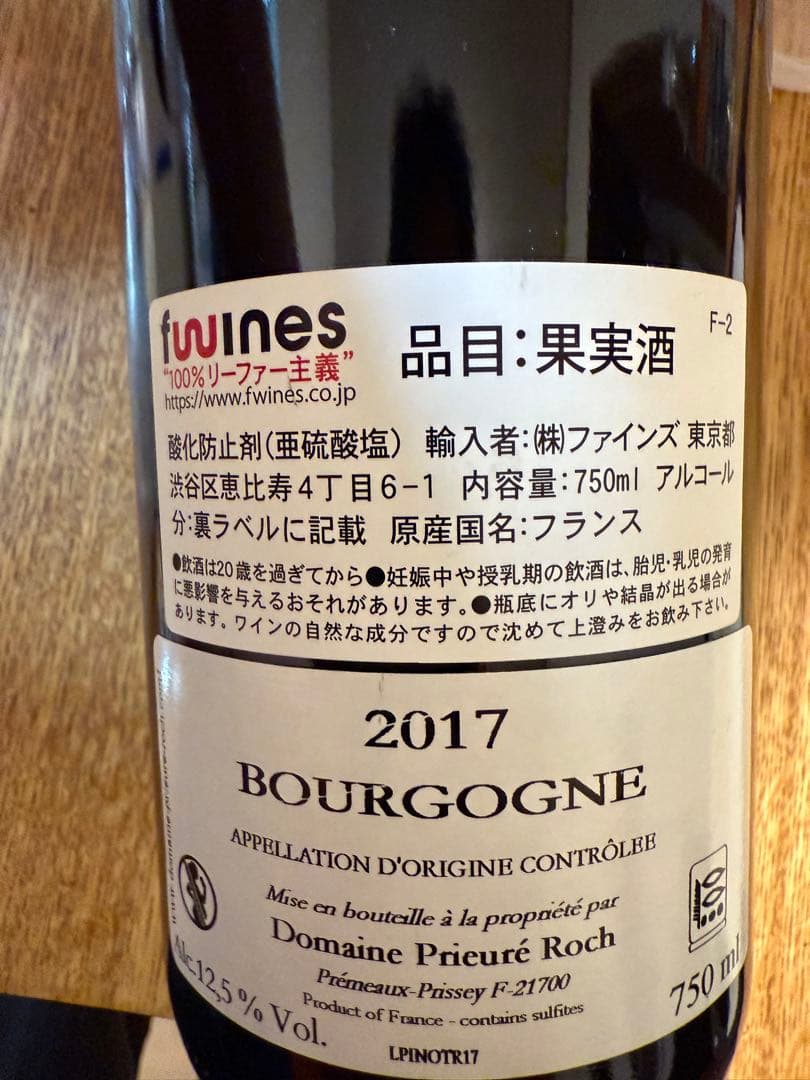 fwines
"100%リーファー主義"
https://www.fwines.co.jp
品目:果実酒
F-2
酸化防止剤(亜硫酸塩) 輸入者:㈱ファインズ 東京都
渋谷区恵比寿4丁目6-1 内容量:750ml アルコール
分:裏ラベルに記載 原産国名:フランス
●飲酒は20歳を過ぎてから●妊娠中や授乳期の飲酒は、胎児・乳児の発育
に悪影響を与えるおそれがあります。●瓶底にオリや結晶が出る場合が
あります。ワインの自然な成分ですので沈めて上澄みをお飲み下さい。
2017
BOURGOGNE
APPELLATION D'ORIGINE CONTRÔLEE
Mise en bouteille à la propriété par
Domaine Prieuré Roch
Prémeaux-Prissey F-21700
Product of France - contains sulfites
Alc.12,5 % Vol.
750 ml
LPINOTR17